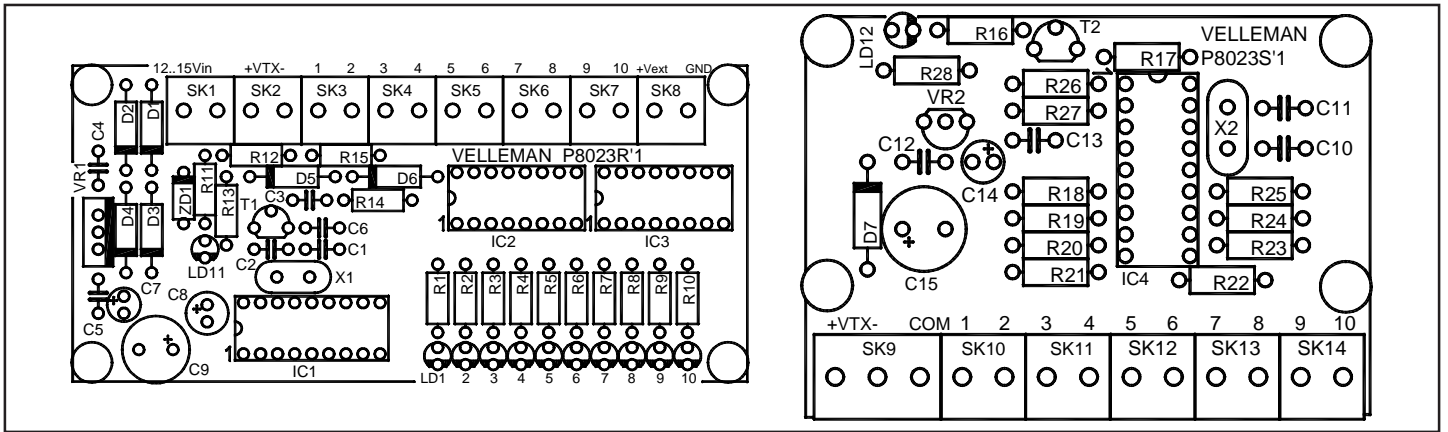 12..15Vin +VTX- 1 2 3 4 5 6 7 8 9 10 +Vext GND
SK1 SK2 SK3 SK4 SK5 SK6 SK7 SK8
D2 D1
C4
R12 R15 VELLEMAN P8023R'1
VR1
ZD1 R11 R13 D5 D6
C3 R14
T1
D4 D3
C6
C2 C1
1 IC2 1 IC3
LD11
X1
C7
C8
C5
C9
1 IC1
R1 R2 R3 R4 R5 R6 R7 R8 R9 R10
LD1 2 3 4 5 6 7 8 9 10
LD12 R16 T2 VELLEMAN
R17 P8023S'1
R28
1
R26
VR2
R27
C11
X2
C12 C13 C10
C14
R18 R25
R19 R24
D7 R20 R23
R21
C15 IC4 R22
+VTX- COM 1 2 3 4 5 6 7 8 9 10
SK9 SK10 SK11 SK12 SK13 SK14